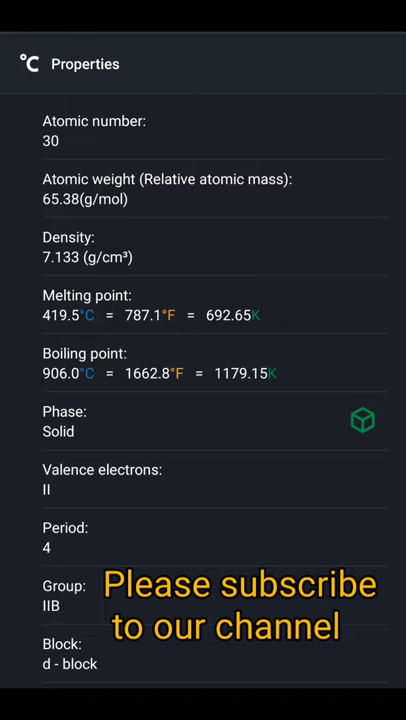 °C Properties
Atomic number:
30
Atomic weight (Relative atomic mass):
65.38(g/mol)
Density:
7.133 (g/cm³)
Melting point:
419.5°C = 787.1°F = 692.65K
Boiling point:
906.0°C = 1662.8°F = 1179.15K
Phase:
Solid
Valence electrons:
II
Period:
4
Group:
IIB
Please subscribe
to our channel
Block:
d - block